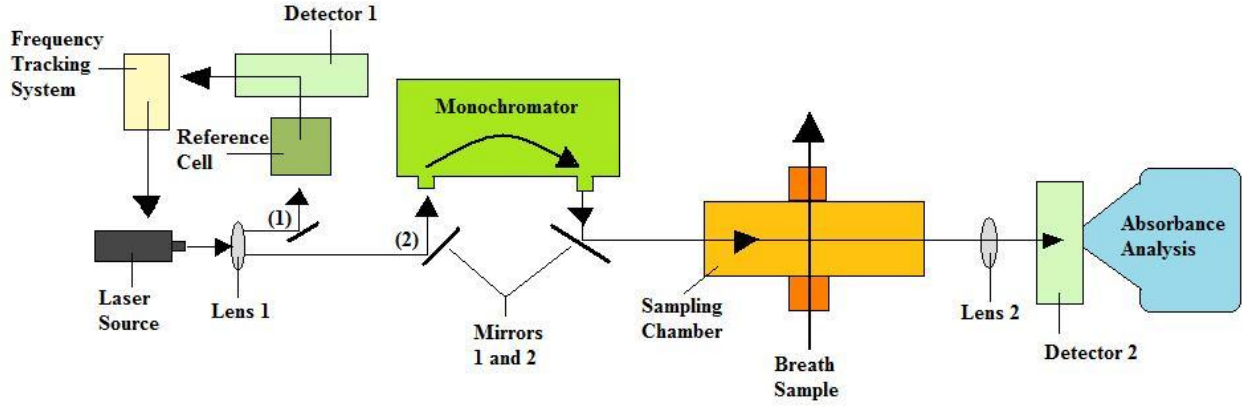 Detector 1
Frequency
Tracking
System
Monochromator
Reference
Cell
(1)
(2)
Absorbance
Analysis
Laser
Source
Lens 1
Mirrors
1 and 2
Sampling
Chamber
Breath
Sample
Lens 2
Detector 2